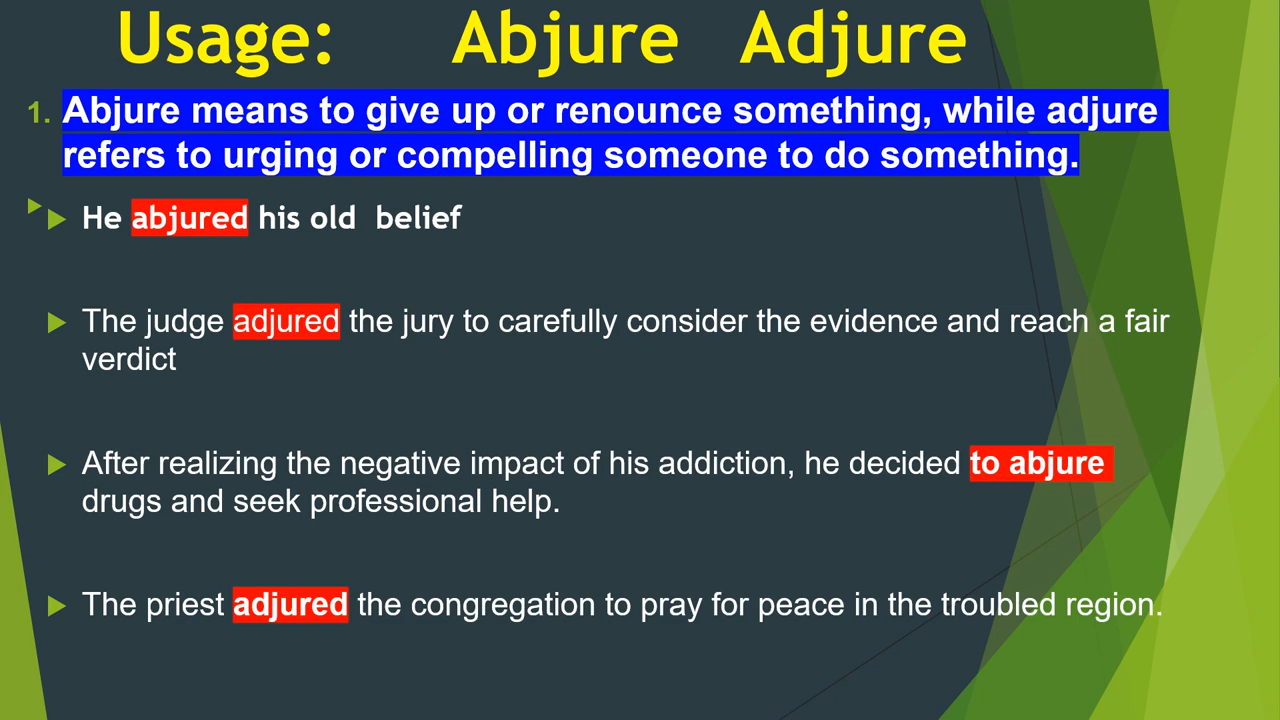 Usage: Abjure Adjure
1. Abjure means to give up or renounce something, while adjure
refers to urging or compelling someone to do something.
He abjured his old belief
The judge adjured the jury to carefully consider the evidence and reach a fair
verdict
After realizing the negative impact of his addiction, he decided to abjure
drugs and seek professional help.
The priest adjured the congregation to pray for peace in the troubled region.